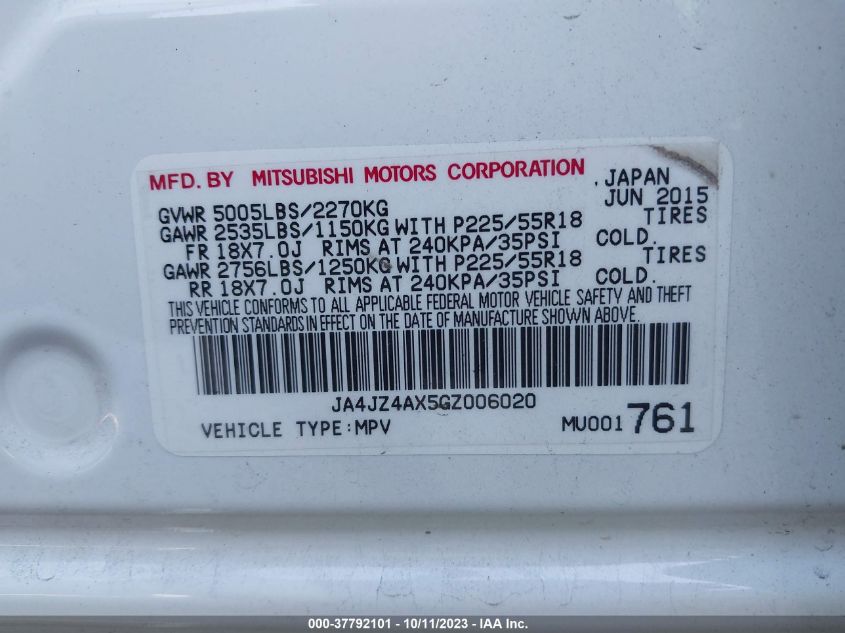 MFD. BY MITSUBISHI MOTORS CORPORATION , JAPAN
JUN 2015
GVWR 5005LBS/2270KG
GAWR 2535LBS/1150KG WITH P225/55R18 TIRES
FR 18X7.0J RIMS AT 240KPA/35PSI COLD.
GAWR 2756LBS/1250KG WITH P225/55R18 TIRES
RR 18X7.0J RIMS AT 240KPA/35PSI COLD.
THIS VEHICLE CONFORMS TO ALL APPLICABLE FEDERAL MOTOR VEHICLE SAFETY AND THEFT
PREVENTION STANDARDS IN EFFECT ON THE DATE OF MANUFACTURE SHOWN ABOVE.
JA4JZ4AX5GZ006020
VEHICLE TYPE:MPV MU001761
000-37792101 - 10/11/2023 - IAA Inc.